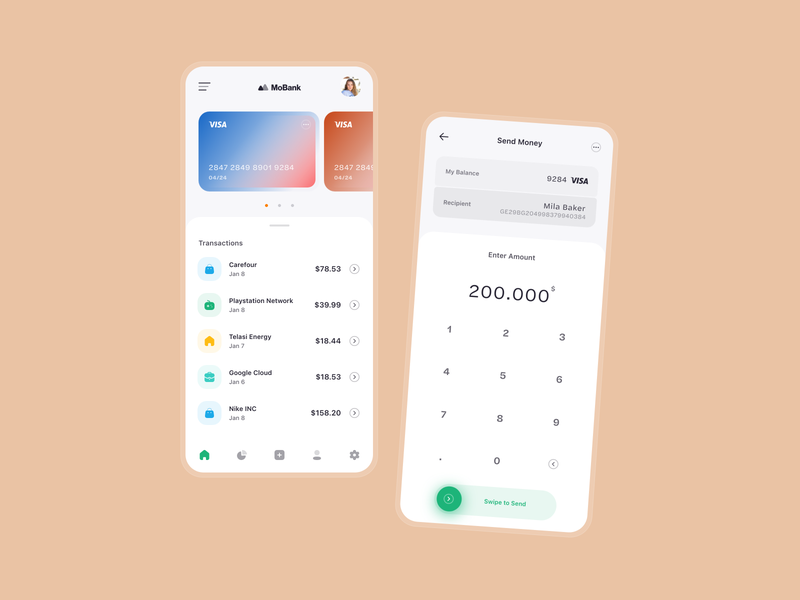 MoBank
VISA
2847 2849 8901 9284
04/24
VISA
2847 2849
04/24
Transactions
Carefour
Jan 8
$78.53
Playstation Network
Jan 8
$39.99
Telasi Energy
Jan 7
$18.44
Google Cloud
Jan 6
$18.53
Nike INC
Jan 8
$158.20
Send Money
My Balance
9284 VISA
Recipient
Mila Baker
GE29BG204998379940384
Enter Amount
200.000$
1 2 3
4 5 6
7 8 9
. 0
Swipe to Send